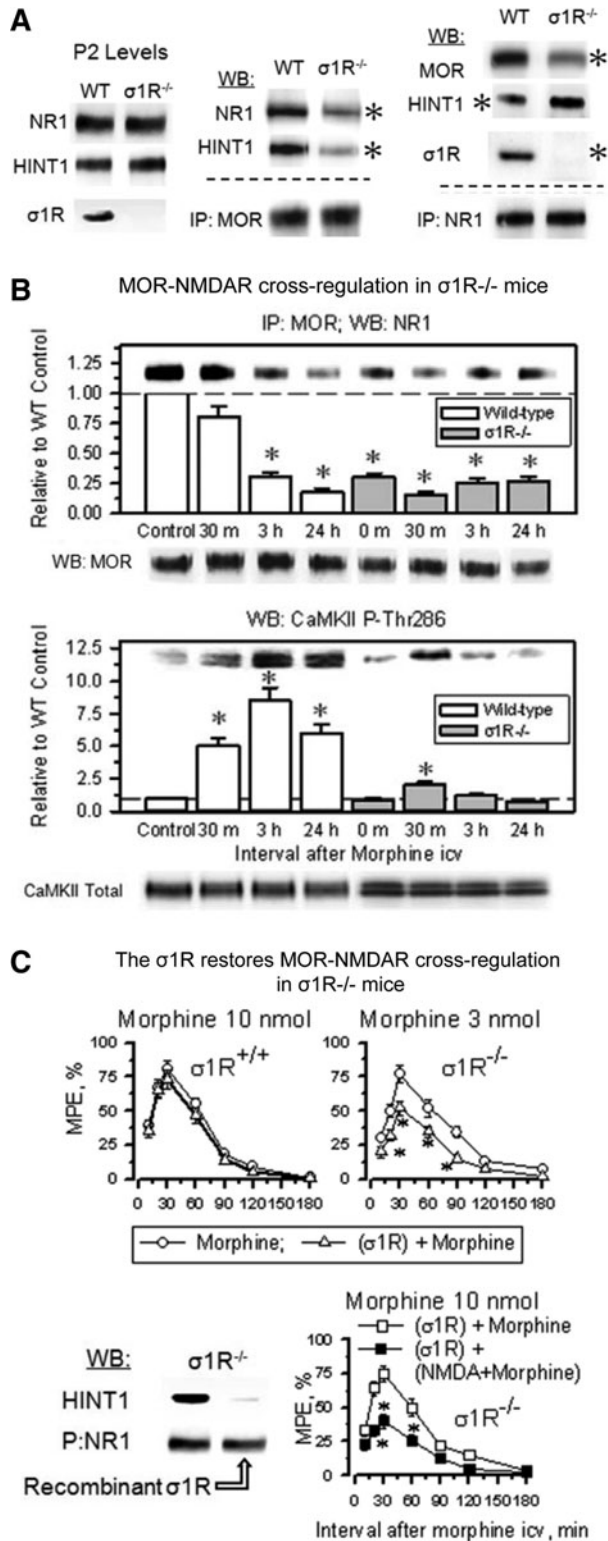 A
P2 Levels
WT σ1R-/-
NR1
HINT1
σ1R
WB: WT σ1R-/-
NR1 *
HINT1 *
IP: MOR
WT σ1R-/-
WB:
MOR *
HINT1 * 
σ1R *
IP: NR1
B
MOR-NMDAR cross-regulation in σ1R-/- mice
IP: MOR; WB: NR1
Relative to WT Control
1.25
1.00
0.75
0.50
0.25
0.00
Wild-type
σ1R-/-
* * * * * *
Control 30 m 3 h 24 h 0 m 30 m 3 h 24 h
WB: MOR
WB: CaMKII P-Thr286
Relative to WT Control
10.0
7.5
5.0
2.5
0.0
Wild-type
σ1R-/-
* * * *
Control 30 m 3 h 24 h 0 m 30 m 3 h 24 h
Interval after Morphine icv
CaMKII Total
C
The σ1R restores MOR-NMDAR cross-regulation
in σ1R-/- mice
Morphine 10 nmol
σ1R+/+
MPE, %
100
75
50
25
0
0 30 60 90 120 150 180
Morphine 3 nmol
σ1R-/-
100
75
50
25
0
* * * *
0 30 60 90 120 150 180
Morphine; (σ1R) + Morphine
WB: σ1R-/-
HINT1
P:NR1
Recombinant σ1R
Morphine 10 nmol
(σ1R) + Morphine
(σ1R) +
(NMDA+Morphine)
σ1R-/-
MPE, %
100
75
50
25
0
* * * *
0 30 60 90 120 150 180
Interval after morphine icv, min